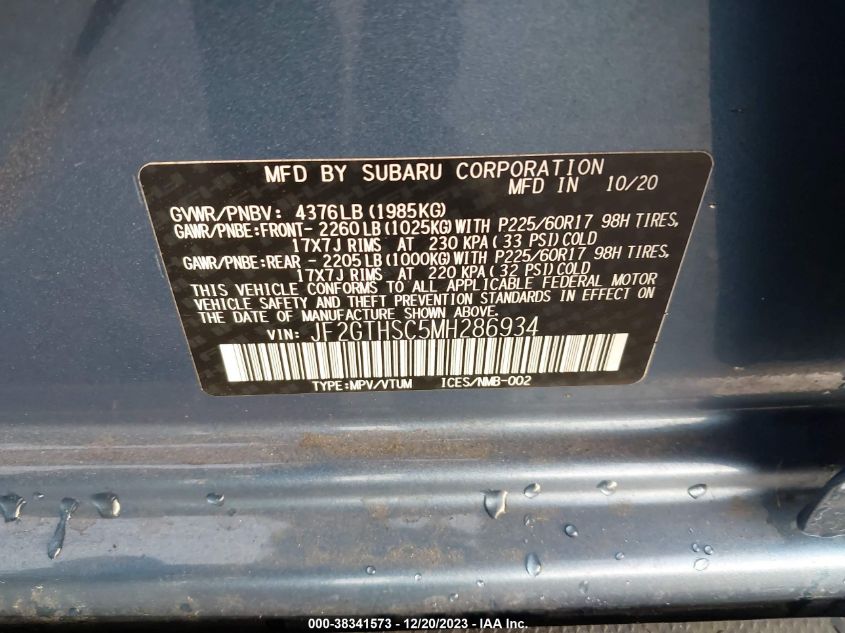 MFD BY SUBARU CORPORATION
MFD IN 10/20
GVWR/PNBV: 4376LB(1985KG)
GAWR/PNBE:FRONT- 2260LB(1025KG)WITH P225/60R17 98H TIRES,
17X7J RIMS AT 230 KPA( 33 PSI)COLD
GAWR/PNBE:REAR - 2205LB(1000KG)WITH P225/60R17 98H TIRES,
17X7J RIMS AT 220 KPA( 32 PSI)COLD
THIS VEHICLE CONFORMS TO ALL APPLICABLE FEDERAL MOTOR
VEHICLE SAFETY AND THEFT PREVENTION STANDARDS IN EFFECT ON
THE DATE OF MANUFACTURE SHOWN ABOVE.
VIN: JF2GTHSC5MH286934
TYPE:MPV/VTUM ICES/NMB-002
000-38341573 — 12/20/2023 — IAA Inc.